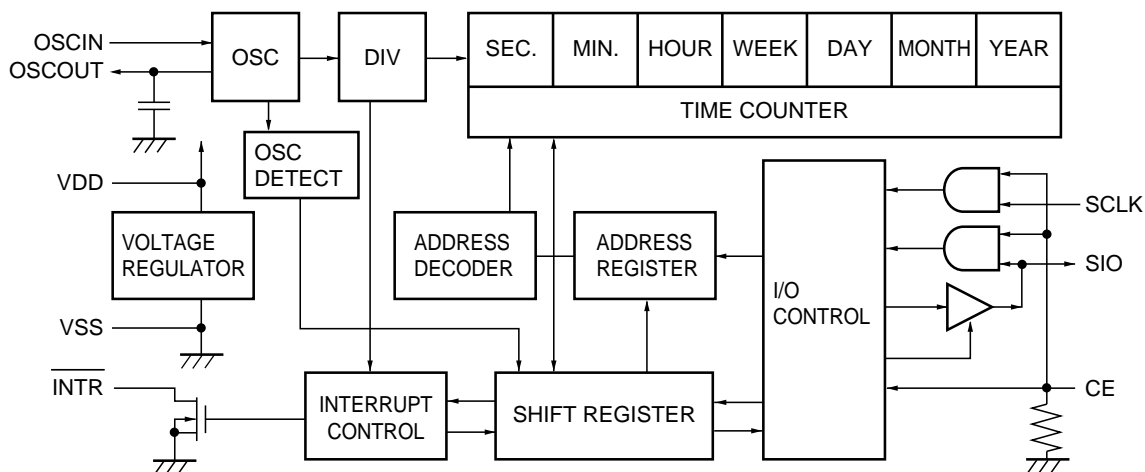 OSCIN
OSCOUT
OSC
DIV
SEC.
MIN.
HOUR
WEEK
DAY
MONTH
YEAR
TIME COUNTER
OSC
DETECT
VDD
VOLTAGE
REGULATOR
VSS
ADDRESS
DECODER
ADDRESS
REGISTER
I/O
CONTROL
SCLK
SIO
CE
INTR
INTERRUPT
CONTROL
SHIFT REGISTER